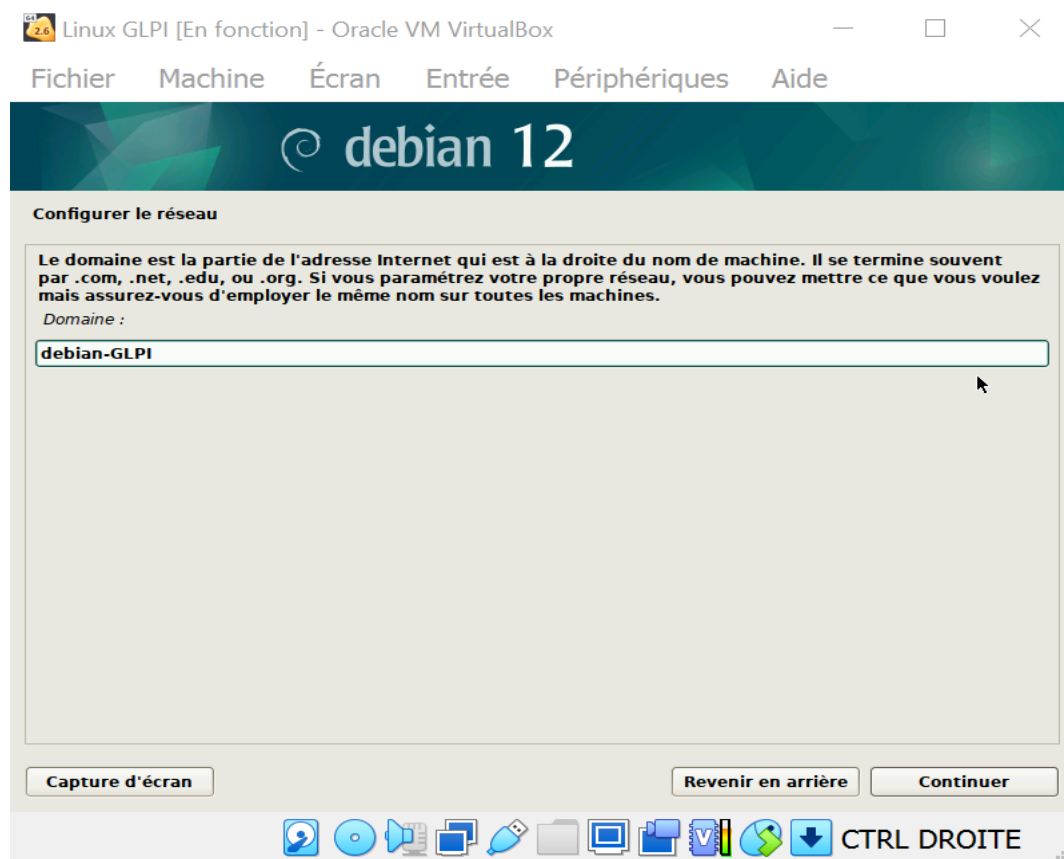 Linux GLPI [En fonction] - Oracle VM VirtualBox
Fichier Machine Écran Entrée Périphériques Aide
debian 12
Configurer le réseau
Le domaine est la partie de l'adresse Internet qui est à la droite du nom de machine. Il se termine souvent
par .com, .net, .edu, ou .org. Si vous paramétrez votre propre réseau, vous pouvez mettre ce que vous voulez
mais assurez-vous d'employer le même nom sur toutes les machines.
Domaine :
debian-GLPI
Capture d'écran Revenir en arrière Continuer
CTRL DROITE